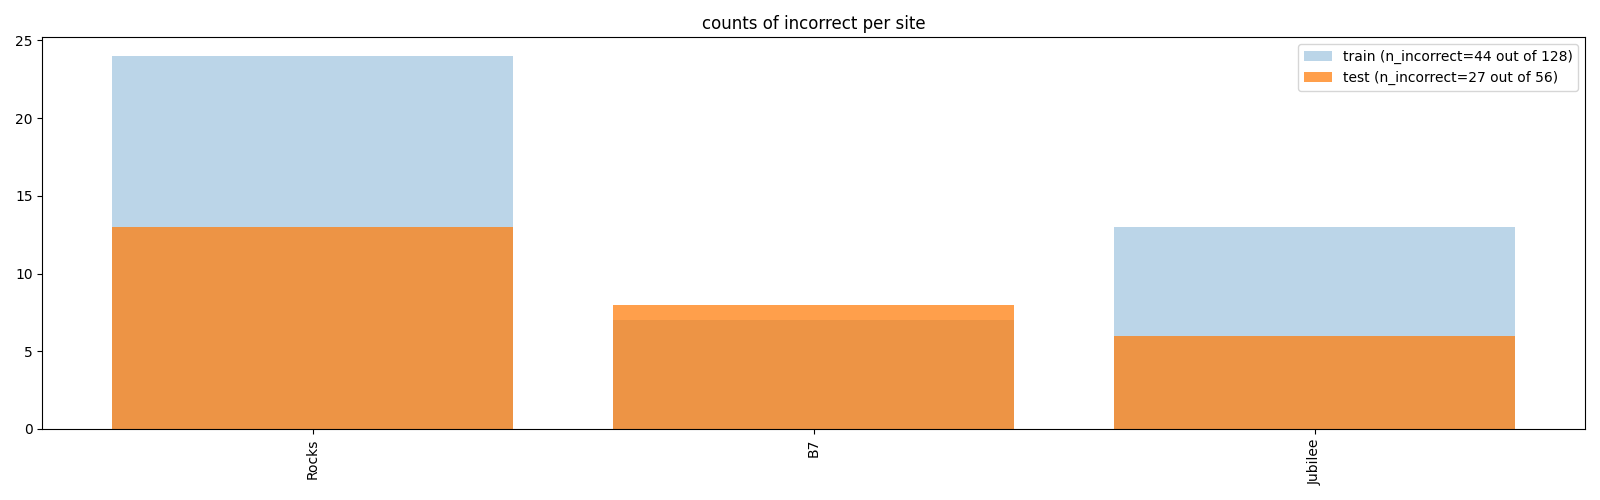 counts of incorrect per site
train (n_incorrect=44 out of 128)
test (n_incorrect=27 out of 56)
25
20
15
10
5
0
Rocks
B7
Jubilee